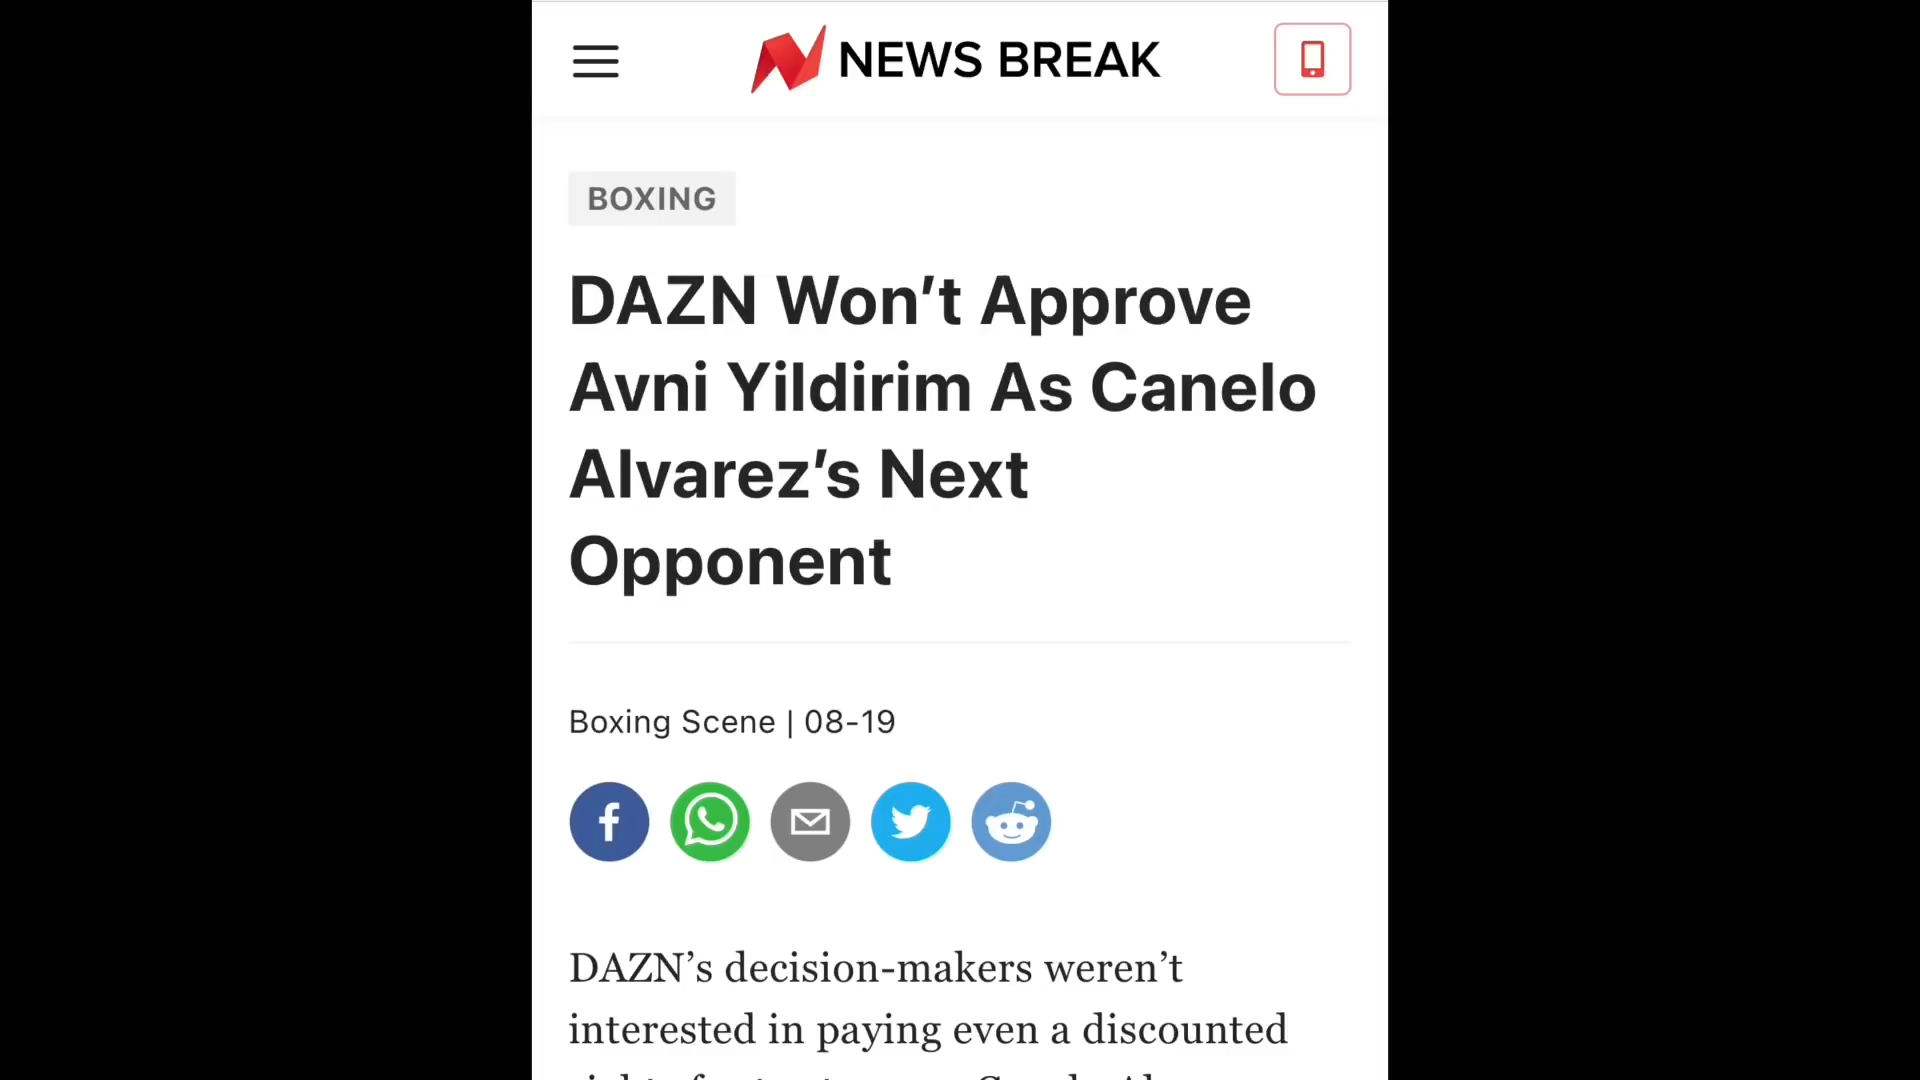 NEWS BREAK
BOXING
DAZN Won’t Approve
Avni Yildirim As Canelo
Alvarez’s Next
Opponent
Boxing Scene | 08-19
DAZN’s decision-makers weren’t
interested in paying even a discounted